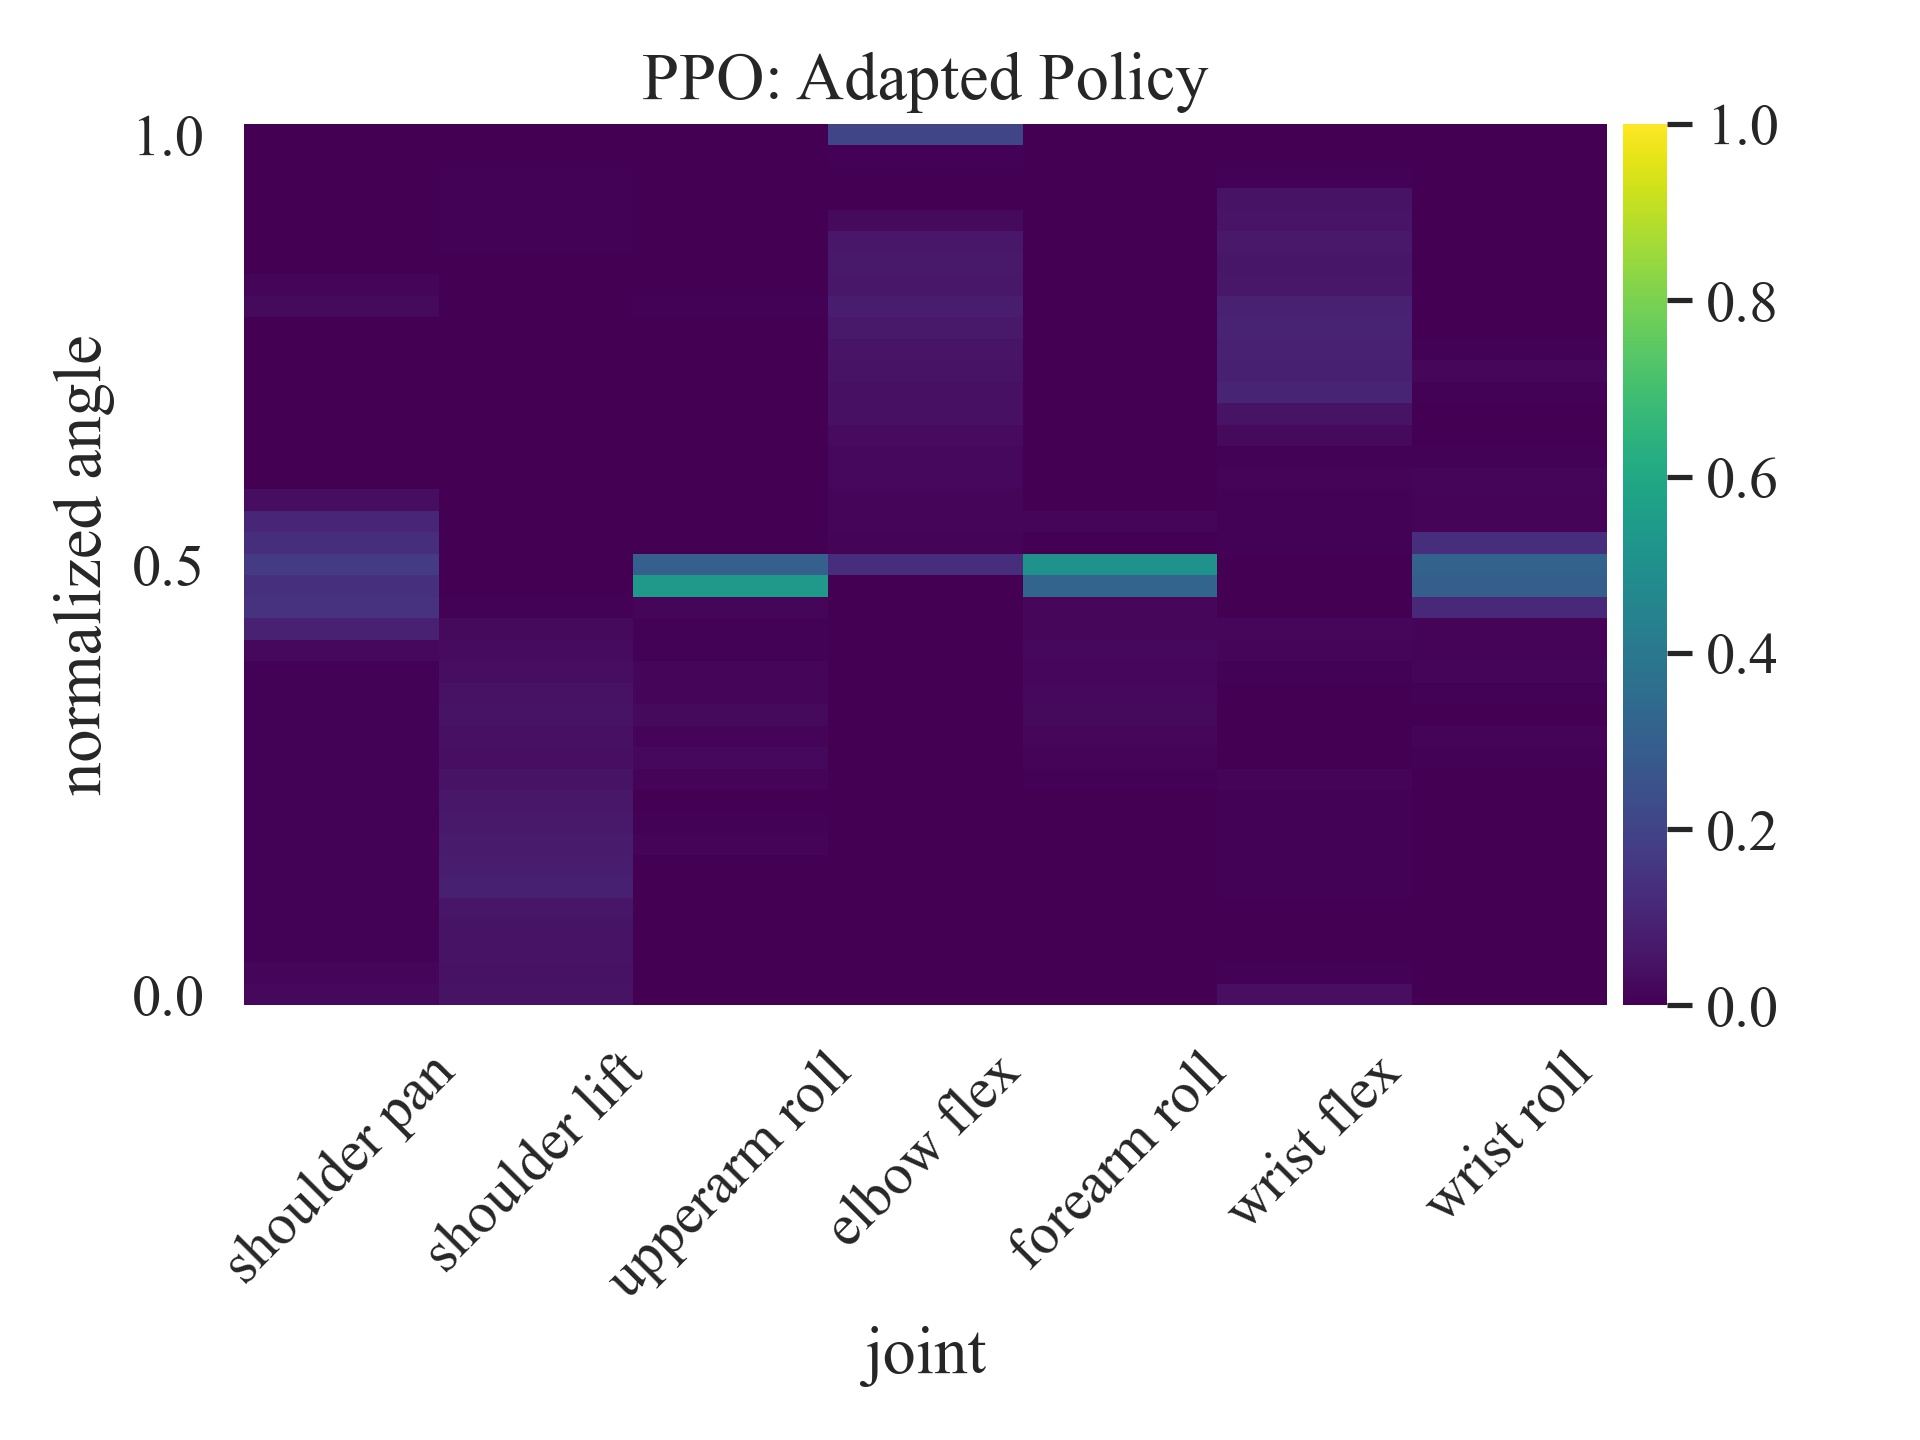 PPO: Adapted Policy
normalized angle
1.0
0.5
0.0
1.0
0.8
0.6
0.4
0.2
0.0
shoulder pan
shoulder lift
upperarm roll
elbow flex
forearm roll
wrist flex
wrist roll
joint